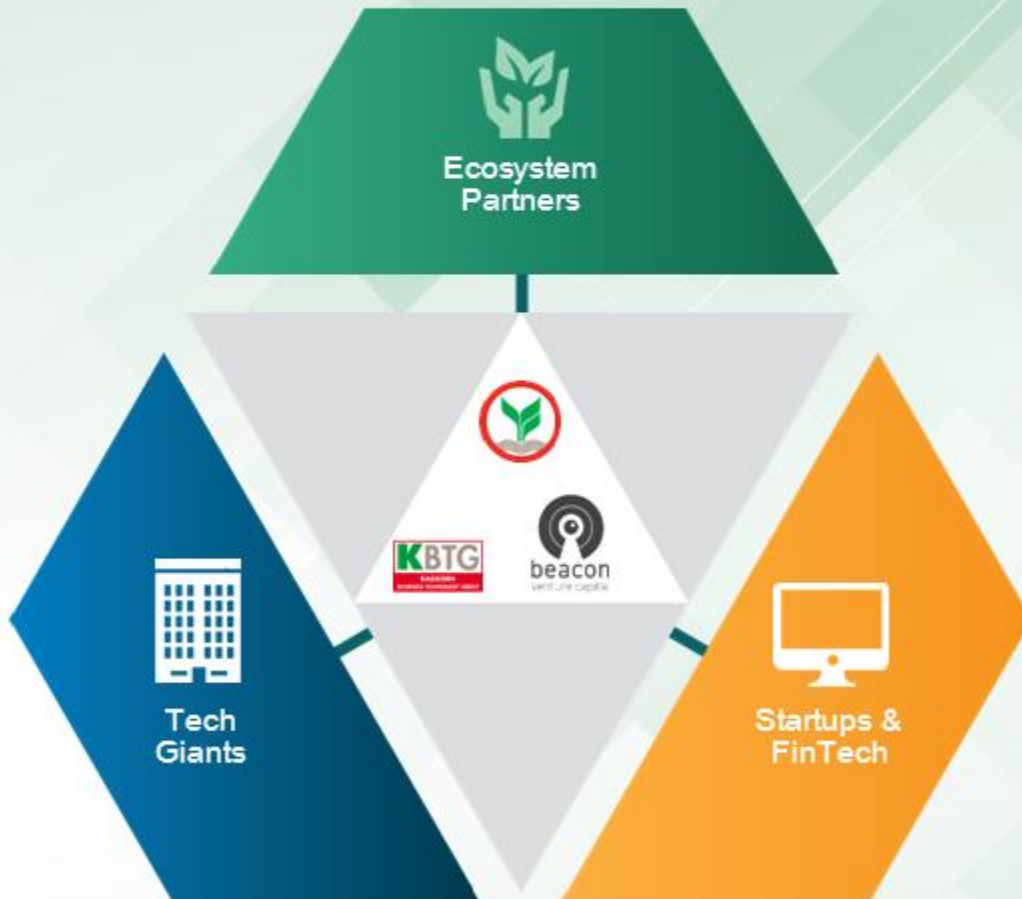 Ecosystem
Partners
KBTG
beacon
venture capital
Tech
Giants
Startups &
FinTech